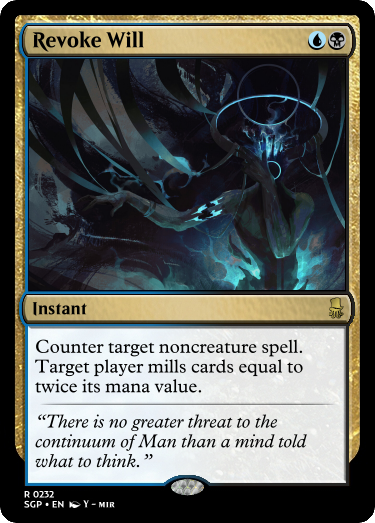 Revoke Will
Instant
Counter target noncreature spell.
Target player mills cards equal to
twice its mana value.
“There is no greater threat to the
continuum of Man than a mind told
what to think.”
R 0232
SGP • EN Y – MIR